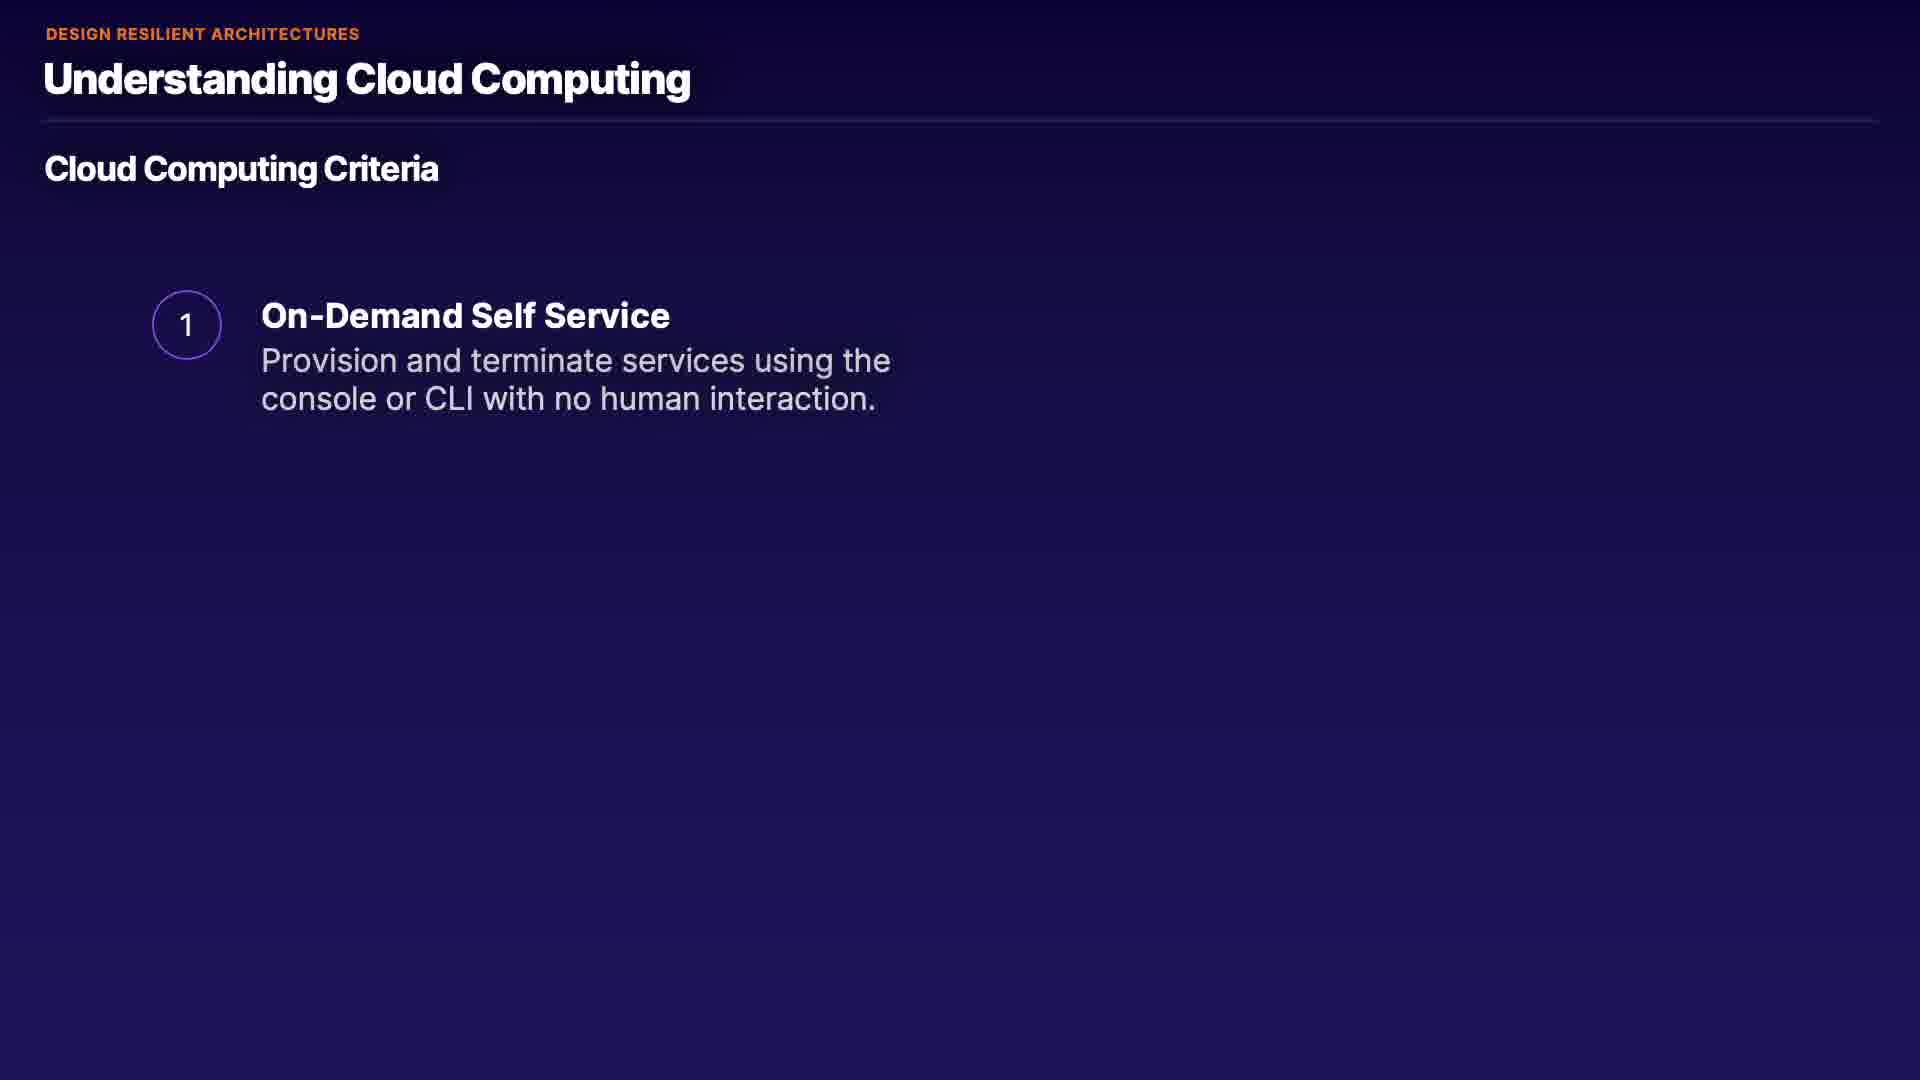 DESIGN RESILIENT ARCHITECTURES
Understanding Cloud Computing
Cloud Computing Criteria
1
On-Demand Self Service
Provision and terminate services using the
console or CLI with no human interaction.